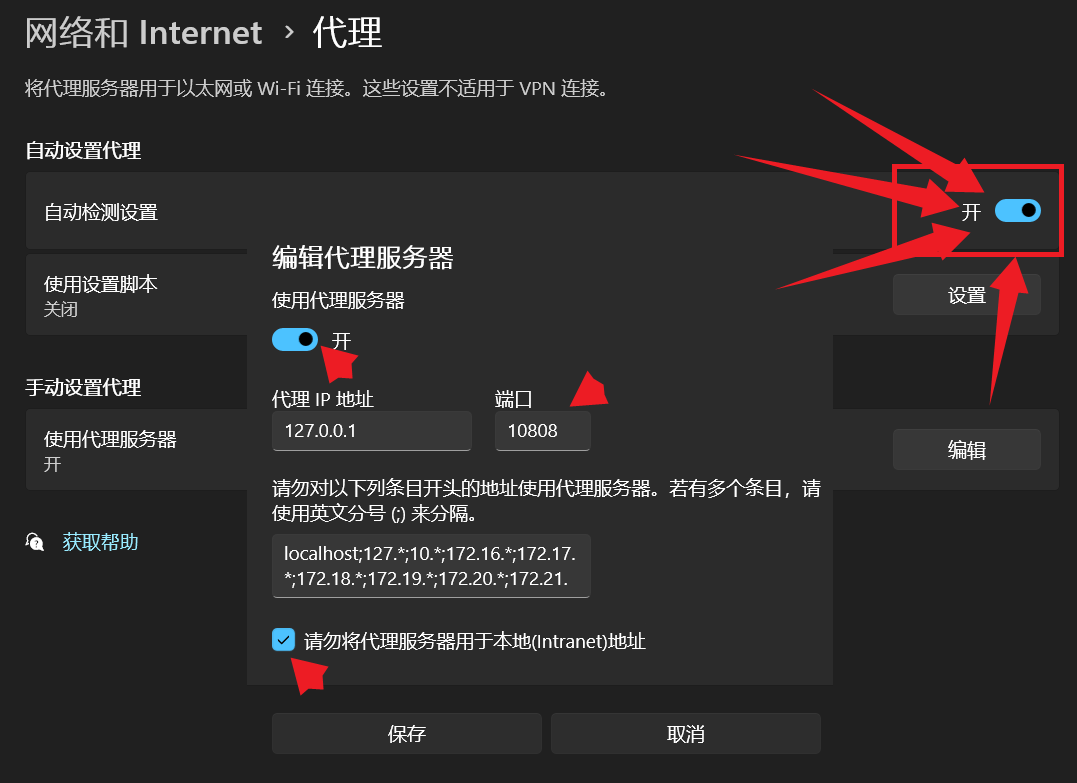 网络和 Internet › 代理
将代理服务器用于以太网或 Wi-Fi 连接。这些设置不适用于 VPN 连接。
自动设置代理
自动检测设置
开
编辑代理服务器
使用设置脚本
关闭
设置
使用代理服务器
开
手动设置代理
代理 IP 地址
端口
127.0.0.1
10808
使用代理服务器
开
编辑
请勿对以下列条目开头的地址使用代理服务器。若有多个条目，请
使用英文分号 (;) 来分隔。
获取帮助
localhost;127.*;10.*;172.16.*;172.17.
*;172.18.*;172.19.*;172.20.*;172.21.
请勿将代理服务器用于本地(Intranet)地址
保存
取消